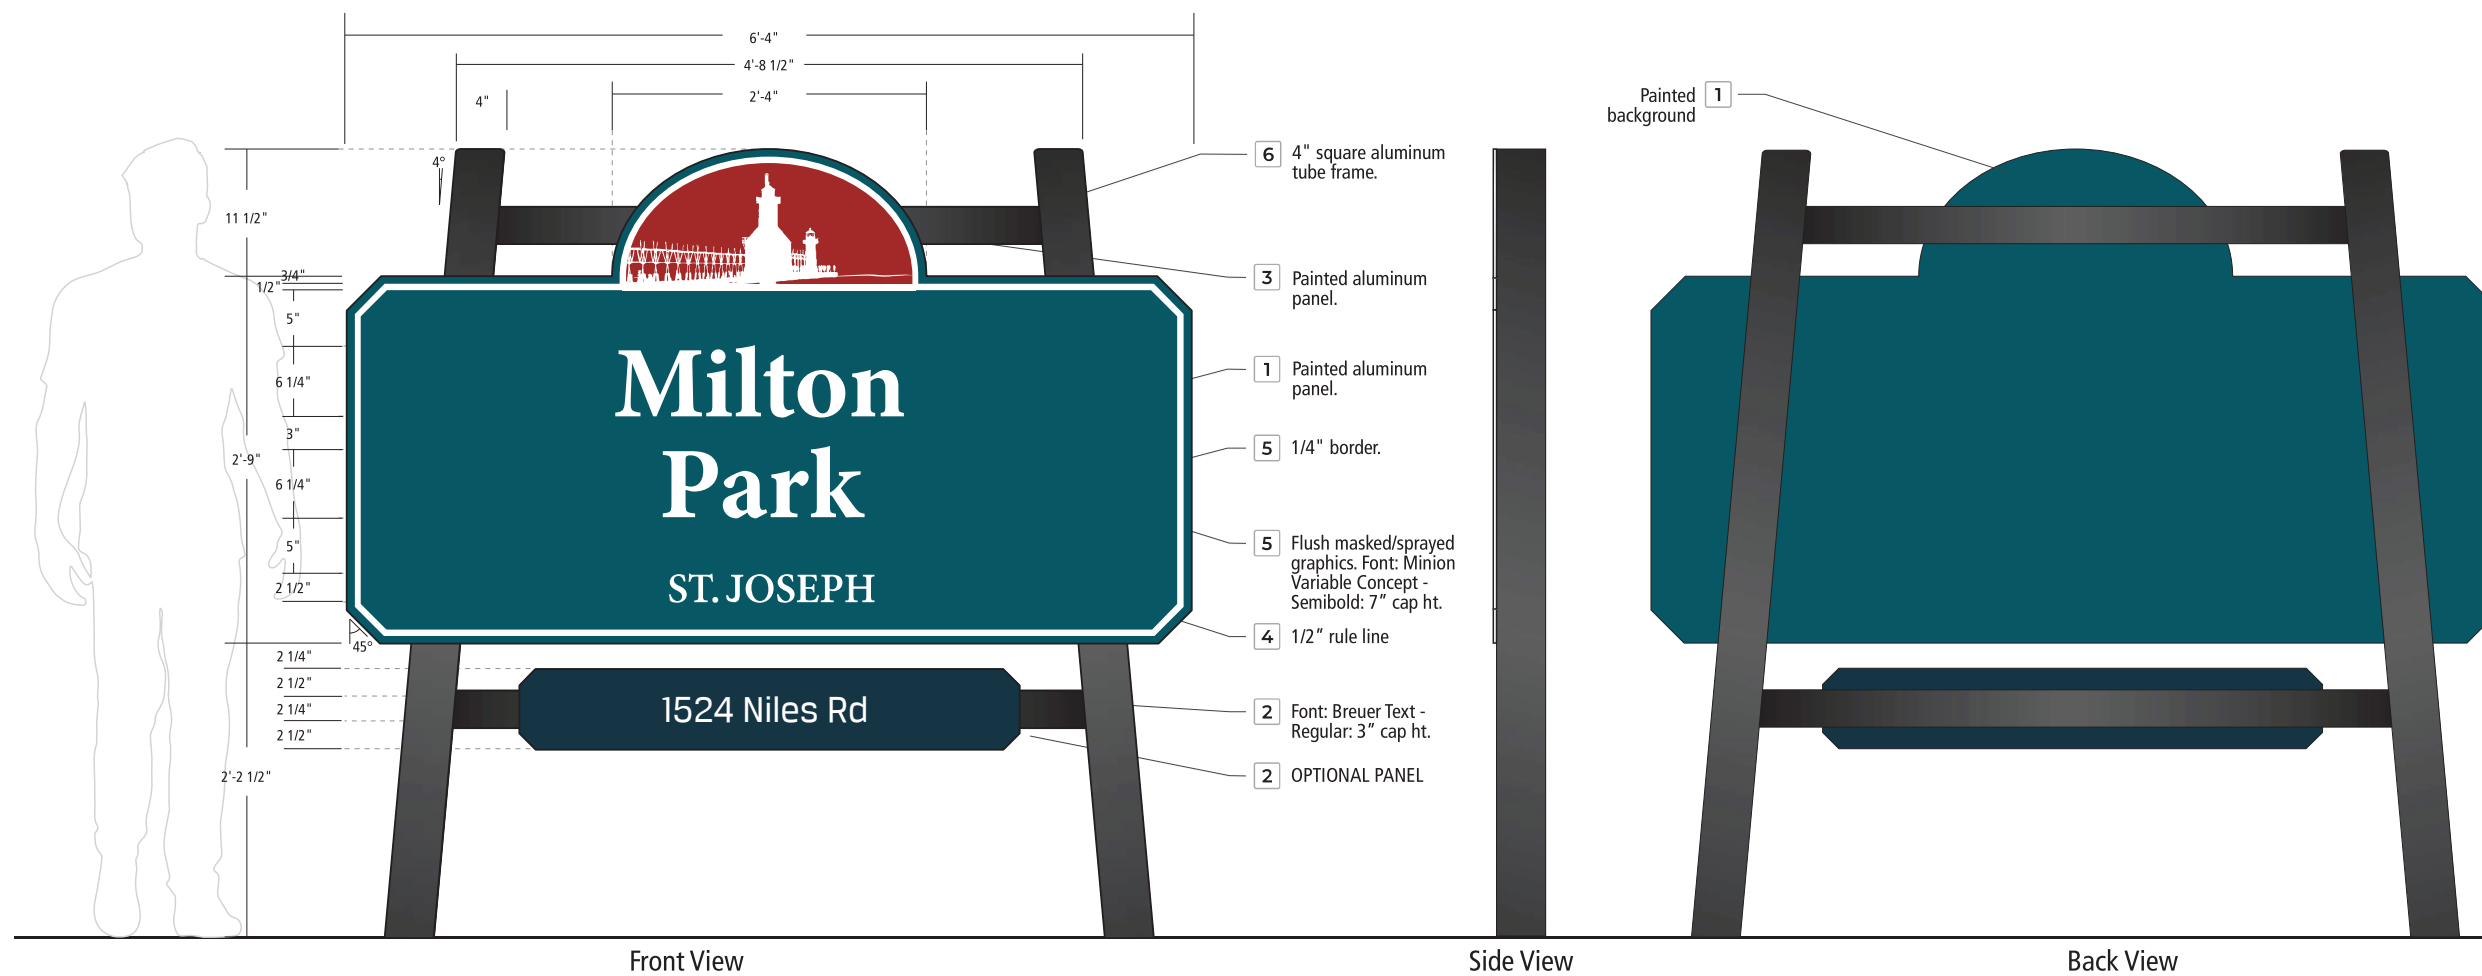 6'-4"
4'-8 1/2"
4"
2'-4"
4°
11 1/2"
3/4"
1/2"
5"
6 1/4"
3"
2'-9"
6 1/4"
5"
2 1/2"
45°
2 1/4"
2 1/2"
2 1/4"
2 1/2"
2'-2 1/2"
Milton
Park
ST. JOSEPH
1524 Niles Rd
6 4" square aluminum
tube frame.
3 Painted aluminum
panel.
1 Painted aluminum
panel.
5 1/4" border.
5 Flush masked/sprayed
graphics. Font: Minion
Variable Concept -
Semibold: 7” cap ht.
4 1/2” rule line
2 Font: Breuer Text -
Regular: 3” cap ht.
2 OPTIONAL PANEL
Painted 1
background
Front View
Side View
Back View